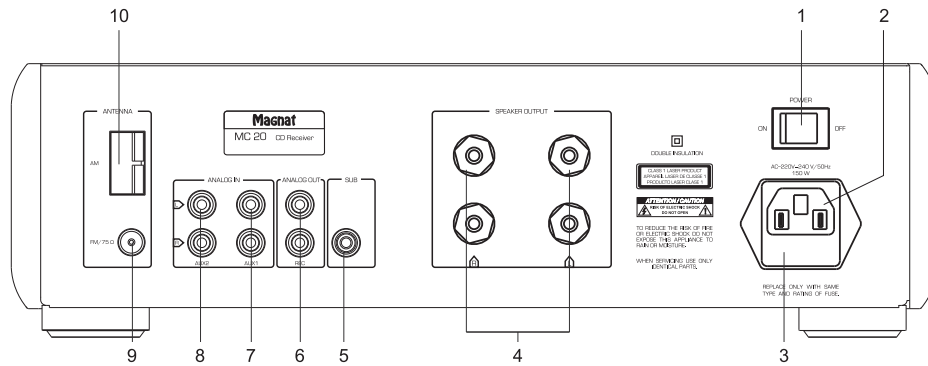 10
1
2
ANTENNA
AM
FM/75Ω
Magnat
MC 20 CD Receiver
ANALOG IN
ANALOG OUT
SUB
L
R
AUX2
AUX1
REC
SPEAKER OUTPUT
R
L
DOUBLE INSULATION
CLASS 1 LASER PRODUCT
APPAREIL LASER DE CLASSE 1
PRODUCTO LASER CLASE 1
ATTENTION/CAUTION
RISK OF ELECTRIC SHOCK
DO NOT OPEN
TO REDUCE THE RISK OF FIRE
OR ELECTRIC SHOCK DO NOT
EXPOSE THIS APPLIANCE TO
RAIN OR MOISTURE.
WHEN SERVICING USE ONLY
IDENTICAL PARTS.
POWER
ON
OFF
AC~220V-240 V/50Hz
150 W
REPLACE ONLY WITH SAME
TYPE AND RATING OF FUSE.
9
8
7
6
5
4
3